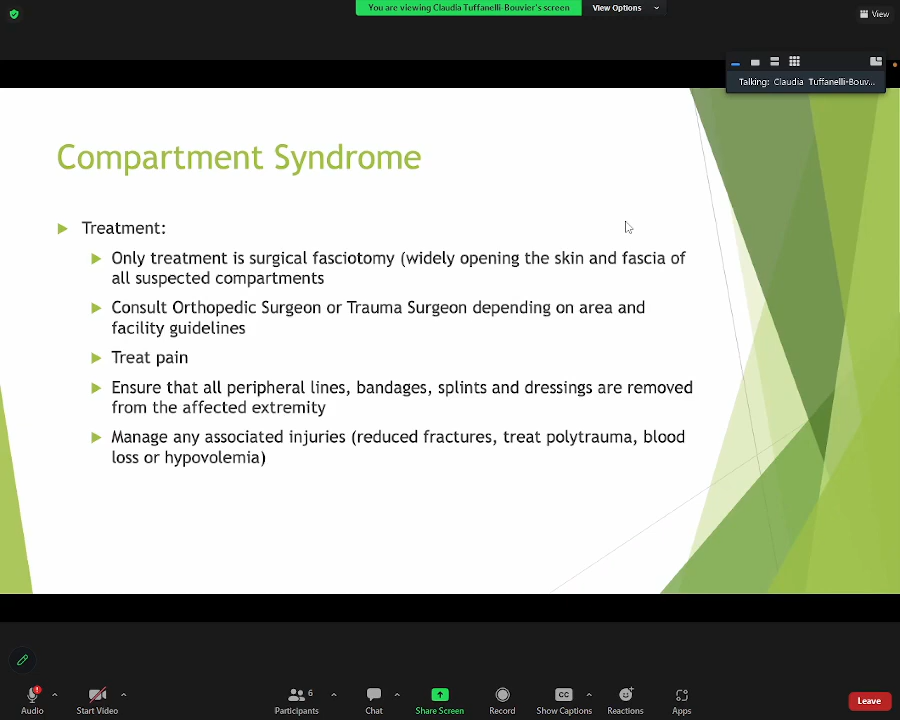 You are viewing Claudia Tuffanelli-Bouvier's screen
View Options
View
Talking: Claudia Tuffanelli-Bouv...
Compartment Syndrome
Treatment:
Only treatment is surgical fasciotomy (widely opening the skin and fascia of
all suspected compartments
Consult Orthopedic Surgeon or Trauma Surgeon depending on area and
facility guidelines
Treat pain
Ensure that all peripheral lines, bandages, splints and dressings are removed
from the affected extremity
Manage any associated injuries (reduced fractures, treat polytrauma, blood
loss or hypovolemia)
6
CC
Audio
Start Video
Participants
Chat
Share Screen
Record
Show Captions
Reactions
Apps
Leave